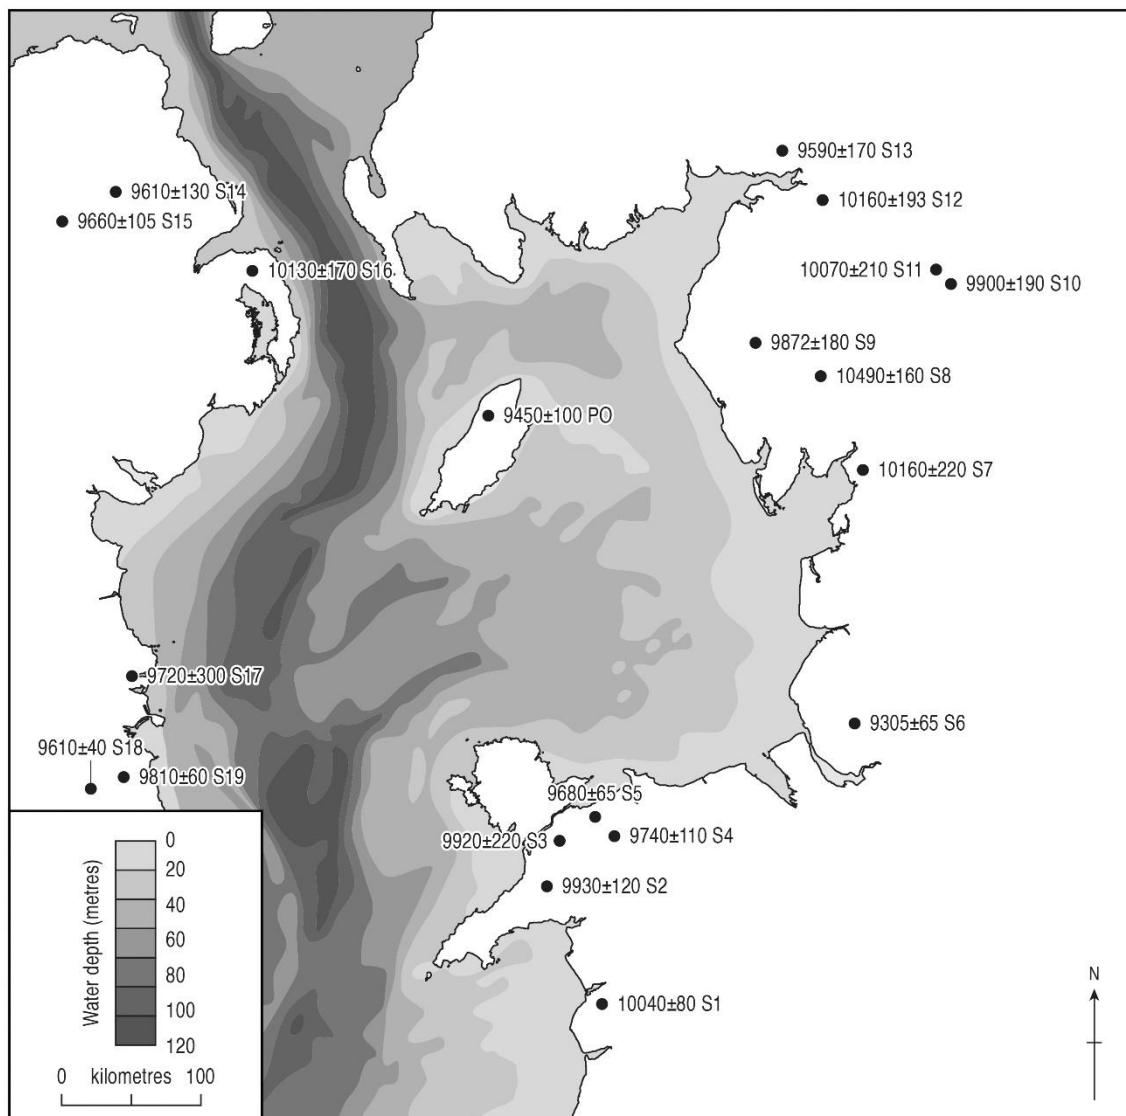 9590±170 S13
9610±130 S14
10160±193 S12
9660±105 S15
10130±170 S16
10070±210 S11
9900±190 S10
9872±180 S9
10490±160 S8
9450±100 PO
10160±220 S7
9720±300 S17
9305±65 S6
9610±40 S18
9810±60 S19
9680±65 S5
9920±220 S3
9740±110 S4
9930±120 S2
10040±80 S1
Water depth (metres)
0
20
40
60
80
100
120
0 kilometres 100
N